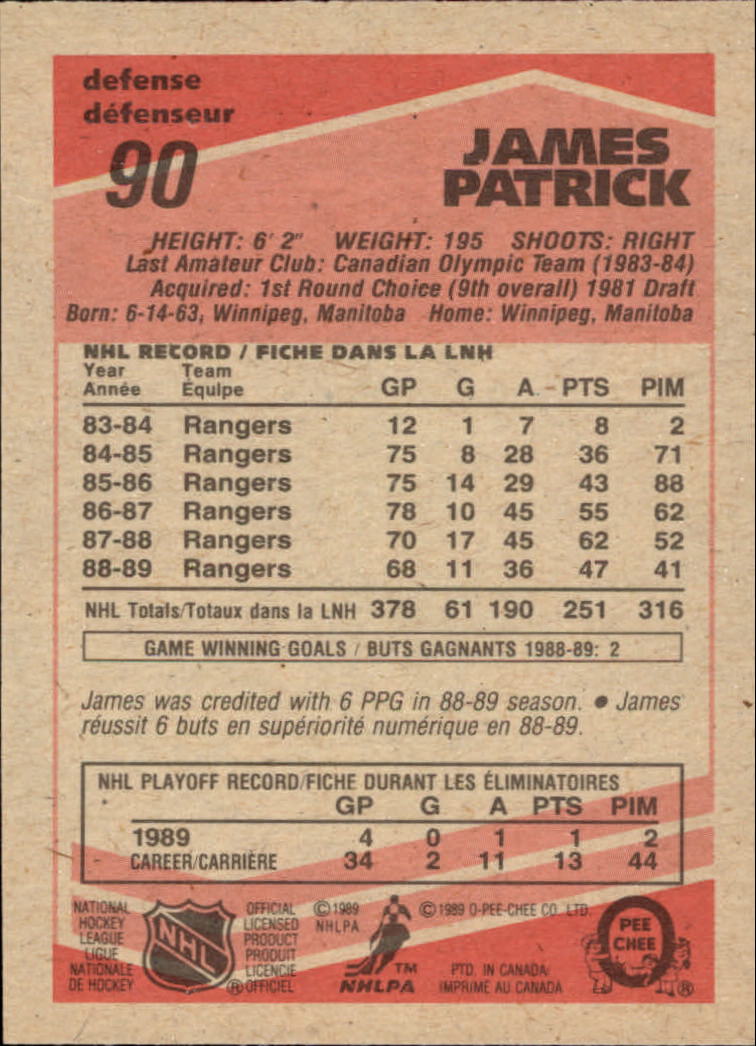 defense
défenseur
90
JAMES
PATRICK
HEIGHT: 6' 2" WEIGHT: 195 SHOOTS: RIGHT
Last Amateur Club: Canadian Olympic Team (1983-84)
Acquired: 1st Round Choice (9th overall) 1981 Draft
Born: 6-14-63, Winnipeg, Manitoba Home: Winnipeg, Manitoba
NHL RECORD / FICHE DANS LA LNH
Year Team
Année Équipe GP G A PTS PIM
83-84 Rangers 12 1 7 8 2
84-85 Rangers 75 8 28 36 71
85-86 Rangers 75 14 29 43 88
86-87 Rangers 78 10 45 55 62
87-88 Rangers 70 17 45 62 52
88-89 Rangers 68 11 36 47 41
NHL Totals/Totaux dans la LNH 378 61 190 251 316
GAME WINNING GOALS / BUTS GAGNANTS 1988-89: 2
James was credited with 6 PPG in 88-89 season. • James
réussit 6 buts en supériorité numérique en 88-89.
NHL PLAYOFF RECORD/FICHE DURANT LES ÉLIMINATOIRES
GP G A PTS PIM
1989 4 0 1 1 2
CAREER/CARRIÈRE 34 2 11 13 44
NATIONAL
HOCKEY
LEAGUE
LIGUE
NATIONALE
DE HOCKEY
NHL
OFFICIAL
LICENSED
PRODUCT
PRODUIT
LICENCIE
® OFFICIEL
© 1989
NHLPA
TM
NHLPA
© 1989 O-PEE-CHEE CO. LTD.
PTD. IN CANADA/
IMPRIMÉ AU CANADA
O
PEE
CHEE
®